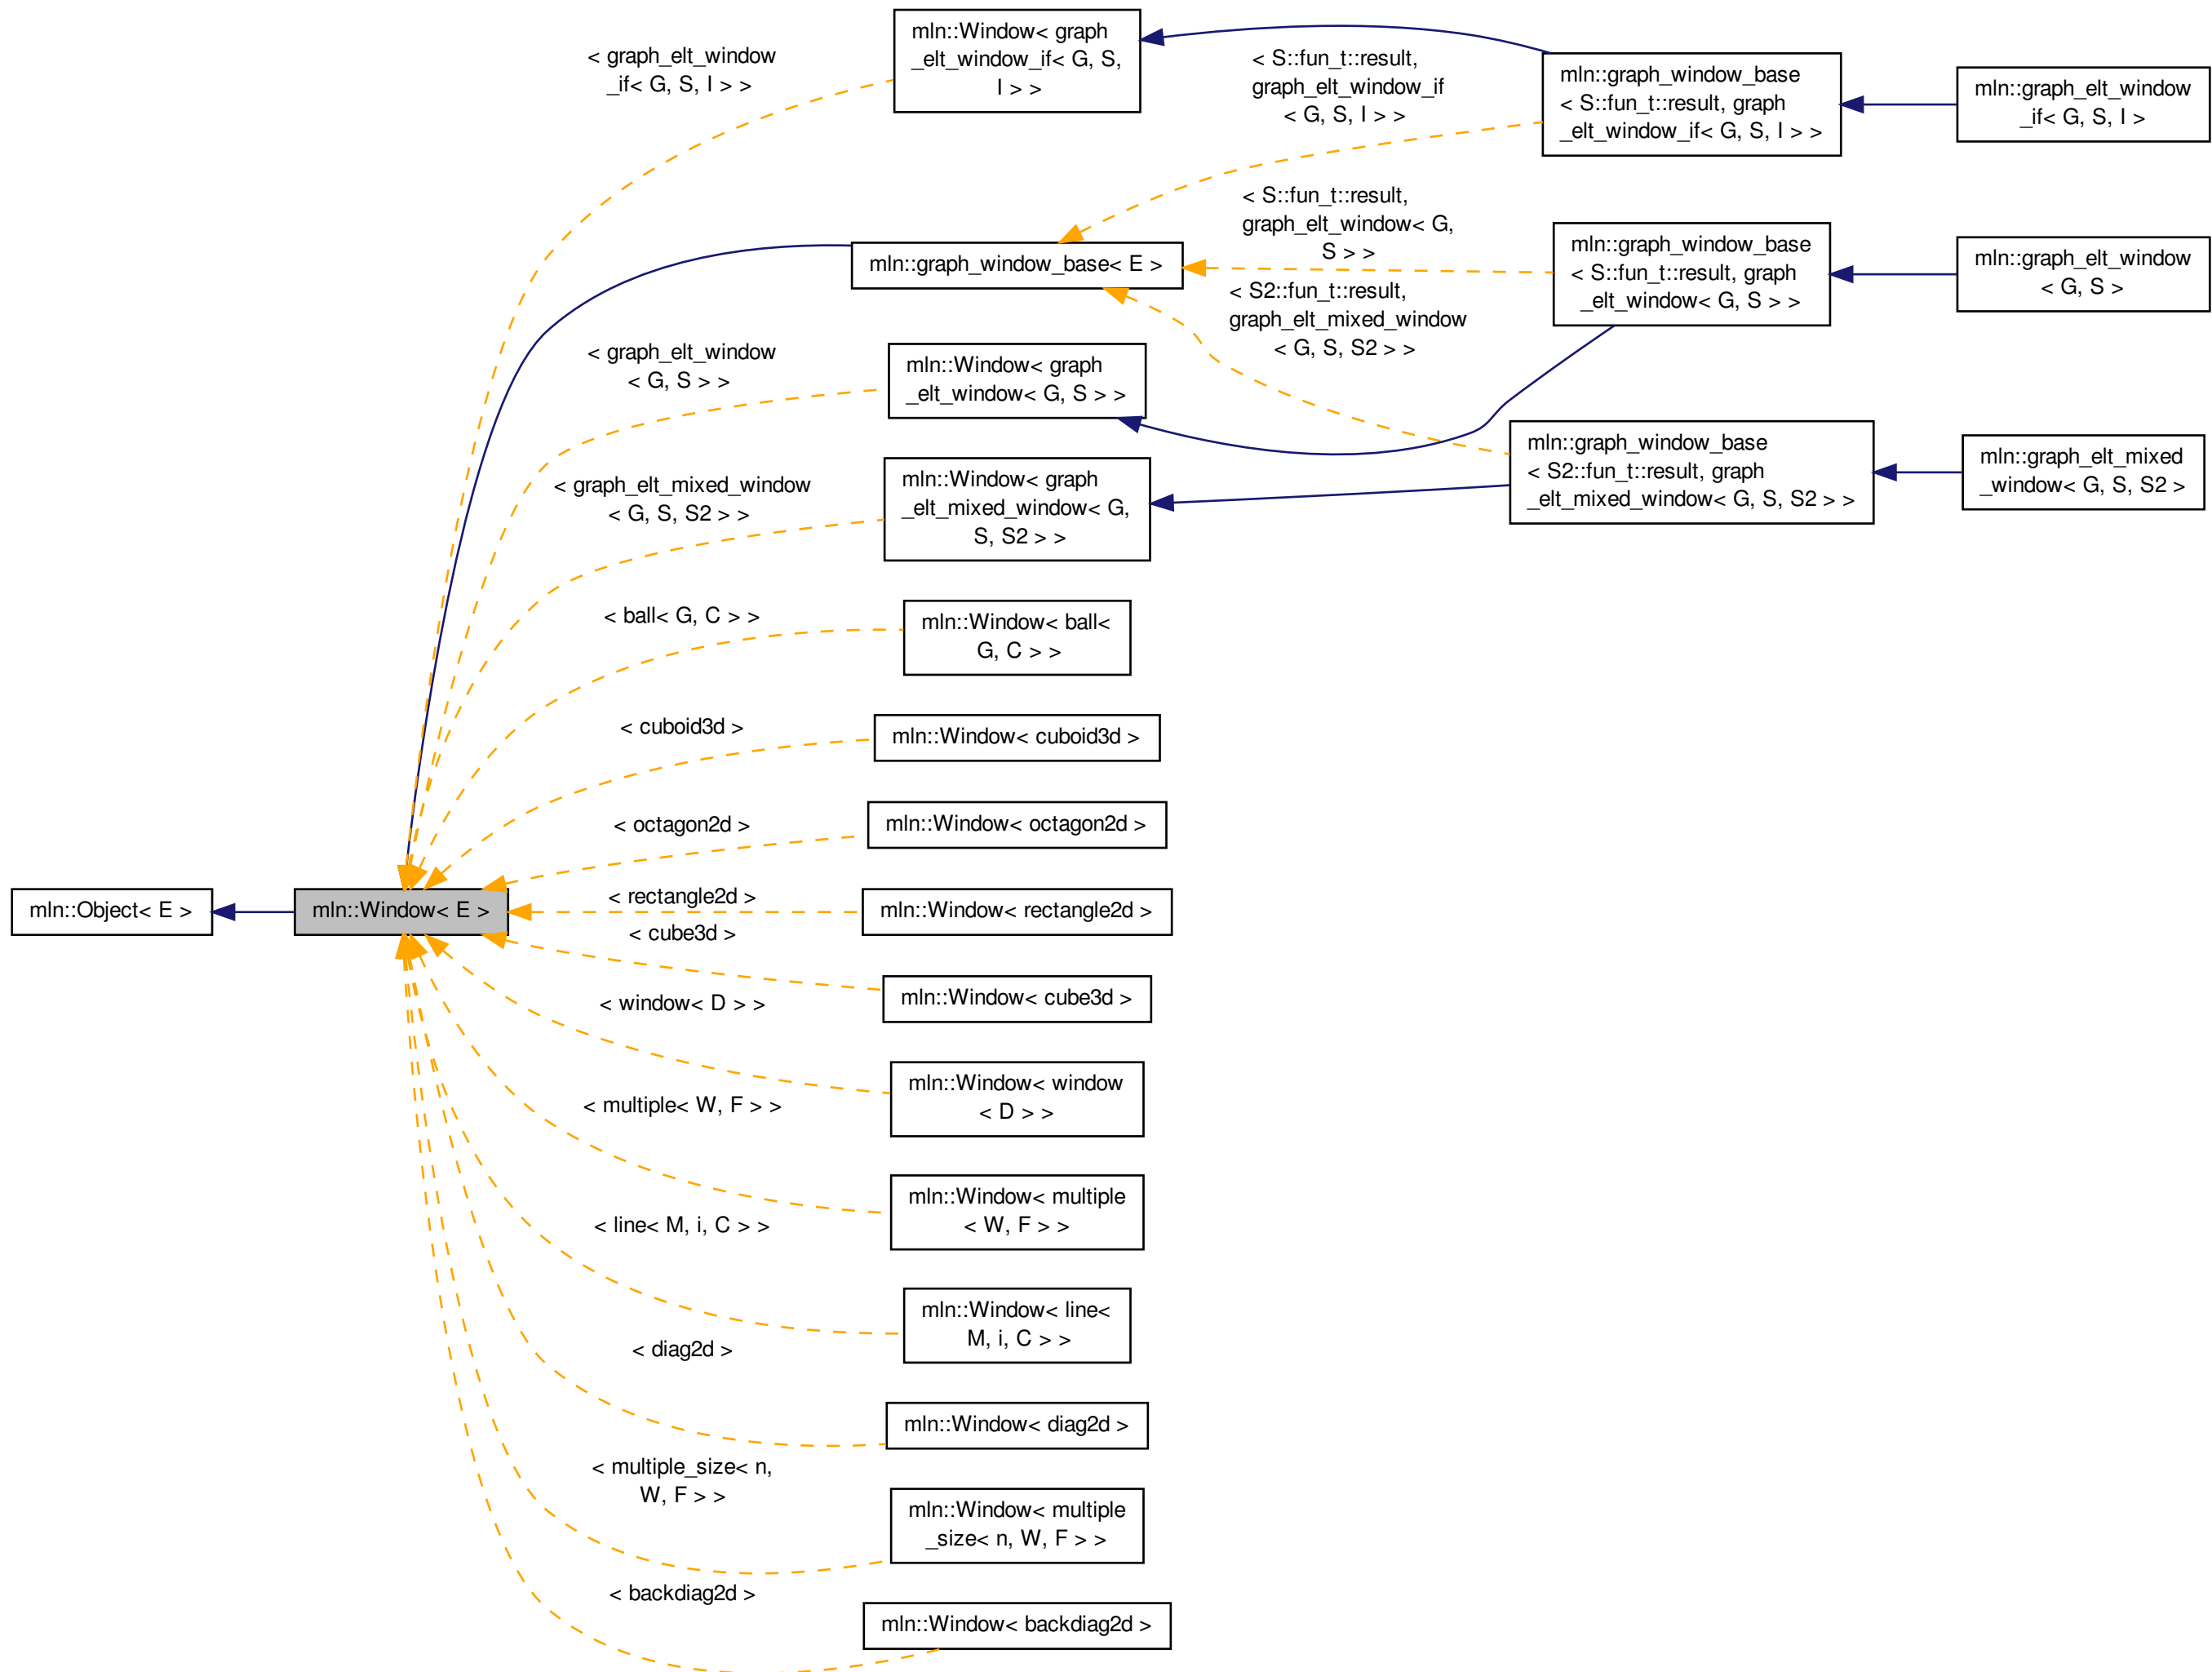 mln::Object< E >
mln::Window< E >
< graph_elt_window
_if< G, S, I > >
< graph_elt_window
< G, S > >
< graph_elt_mixed_window
< G, S, S2 > >
< ball< G, C > >
< cuboid3d >
< octagon2d >
< rectangle2d >
< cube3d >
< window< D > >
< multiple< W, F > >
< line< M, i, C > >
< diag2d >
< multiple_size< n,
W, F > >
< backdiag2d >
mln::Window< graph
_elt_window_if< G, S,
I > >
mln::graph_window_base< E >
mln::Window< graph
_elt_window< G, S > >
mln::Window< graph
_elt_mixed_window< G,
S, S2 > >
mln::Window< ball<
G, C > >
mln::Window< cuboid3d >
mln::Window< octagon2d >
mln::Window< rectangle2d >
mln::Window< cube3d >
mln::Window< window
< D > >
mln::Window< multiple
< W, F > >
mln::Window< line<
M, i, C > >
mln::Window< diag2d >
mln::Window< multiple
_size< n, W, F > >
mln::Window< backdiag2d >
< S::fun_t::result,
graph_elt_window_if
< G, S, I > >
< S::fun_t::result,
graph_elt_window< G,
S > >
< S2::fun_t::result,
graph_elt_mixed_window
< G, S, S2 > >
mln::graph_window_base
< S::fun_t::result, graph
_elt_window_if< G, S, I > >
mln::graph_window_base
< S::fun_t::result, graph
_elt_window< G, S > >
mln::graph_window_base
< S2::fun_t::result, graph
_elt_mixed_window< G, S, S2 > >
mln::graph_elt_window
_if< G, S, I >
mln::graph_elt_window
< G, S >
mln::graph_elt_mixed
_window< G, S, S2 >